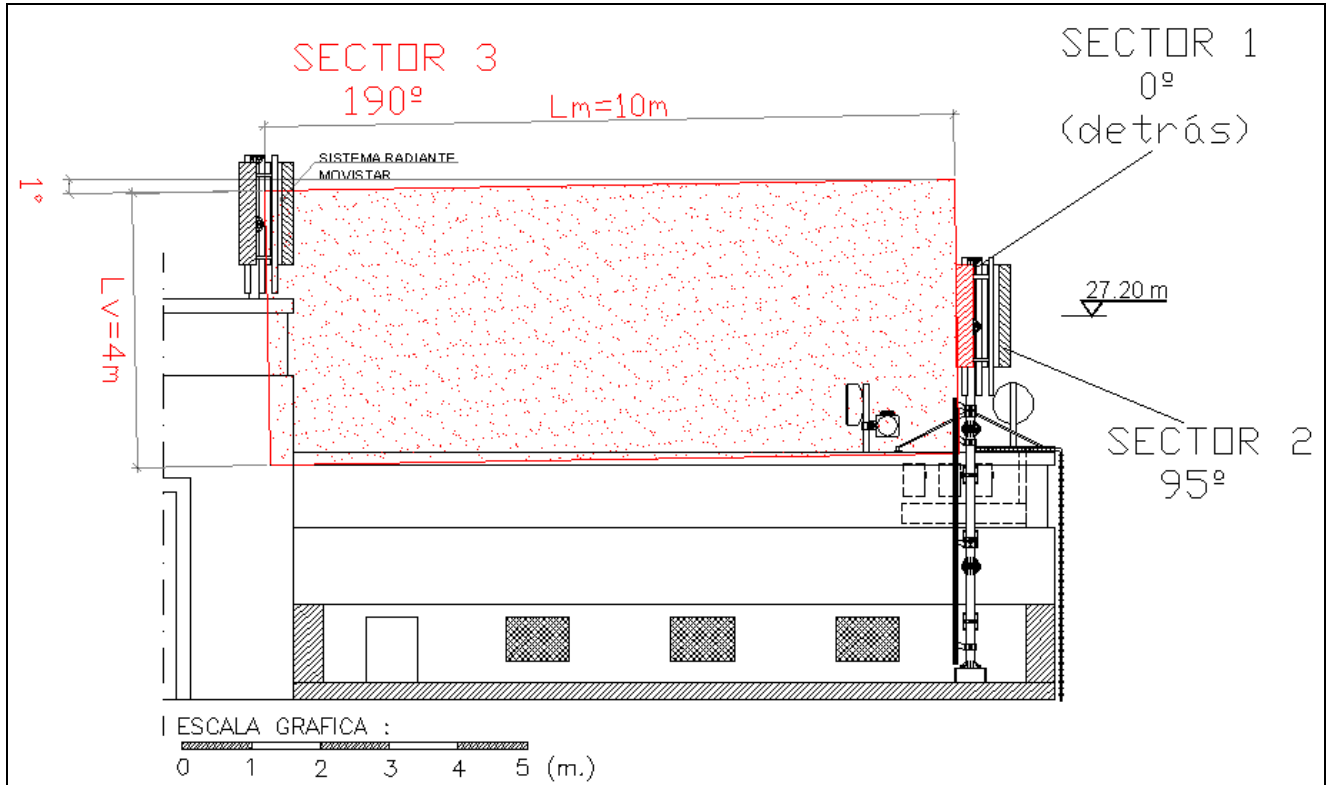 SECTOR 3
190º
Lm=10m
SECTOR 1
0º
(detrás)
SISTEMA RADIANTE
MOVISTAR
1°
Lv=4m
27.20 m
SECTOR 2
95º
ESCALA GRAFICA :
0 1 2 3 4 5 (m.)